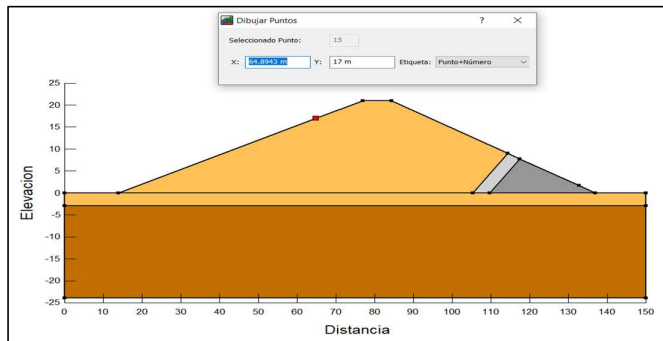 Dibujar Puntos ? ×
Seleccionado Punto: 15
X: 64.8943 m Y: 17 m Etiqueta: Punto+Número
25
20
15
10
5
0
-5
-10
-15
-20
-25
Elevacion
0 10 20 30 40 50 60 70 80 90 100 110 120 130 140 150
Distancia